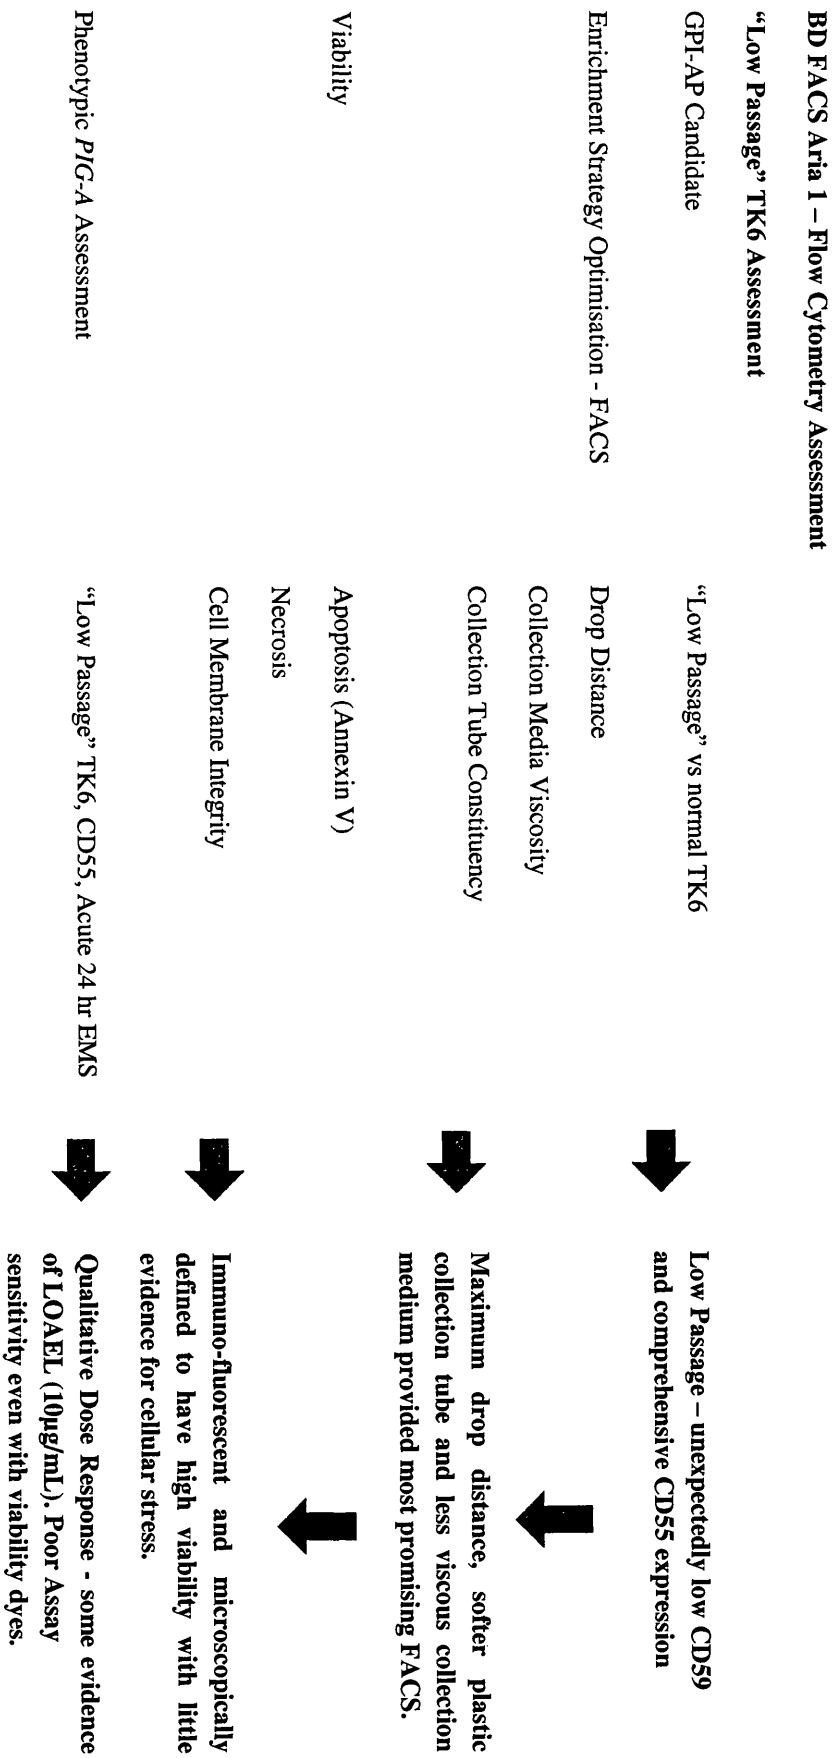 BD FACS Aria 1 – Flow Cytometry Assessment
“Low Passage” TK6 Assessment
GPI-AP Candidate
“Low Passage” vs normal TK6
Low Passage – unexpectedly low CD59
and comprehensive CD55 expression
Enrichment Strategy Optimisation - FACS
Drop Distance
Collection Media Viscosity
Collection Tube Constituency
Maximum drop distance, softer plastic
collection tube and less viscous collection
medium provided most promising FACS.
Viability
Apoptosis (Annexin V)
Necrosis
Cell Membrane Integrity
Immuno-fluorescent and microscopically
defined to have high viability with little
evidence for cellular stress.
Phenotypic PIG-A Assessment
“Low Passage” TK6, CD55, Acute 24 hr EMS
Qualitative Dose Response - some evidence
of LOAEL (10µg/mL). Poor Assay
sensitivity even with viability dyes.